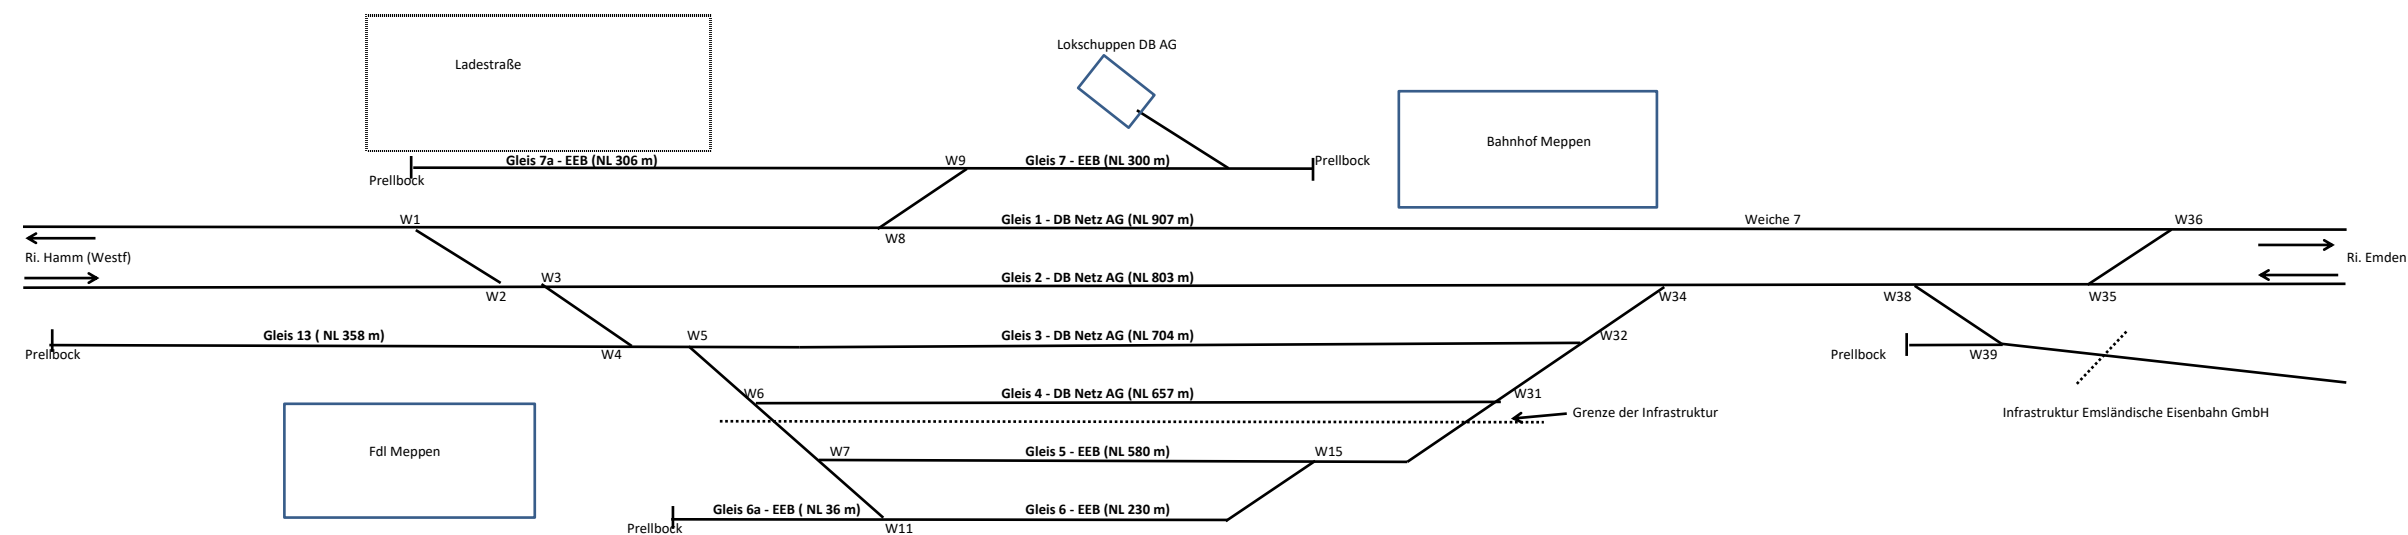 Lokschuppen DB AG
Ladestraße
Bahnhof Meppen
Gleis 7a - EEB (NL 306 m)
W9
Gleis 7 - EEB (NL 300 m)
Prellbock
Prellbock
W1
Gleis 1 - DB Netz AG (NL 907 m)
Weiche 7
W36
W8
Ri. Hamm (Westf)
Ri. Emden
W3
Gleis 2 - DB Netz AG (NL 803 m)
W2
W34
W38
W35
Gleis 13 ( NL 358 m)
W5
Gleis 3 - DB Netz AG (NL 704 m)
W32
Prellbock
W4
Prellbock
W39
W6
Gleis 4 - DB Netz AG (NL 657 m)
W31
Grenze der Infrastruktur
Infrastruktur Emsländische Eisenbahn GmbH
Fdl Meppen
W7
Gleis 5 - EEB (NL 580 m)
W15
Gleis 6a - EEB ( NL 36 m)
Gleis 6 - EEB (NL 230 m)
Prellbock
W11